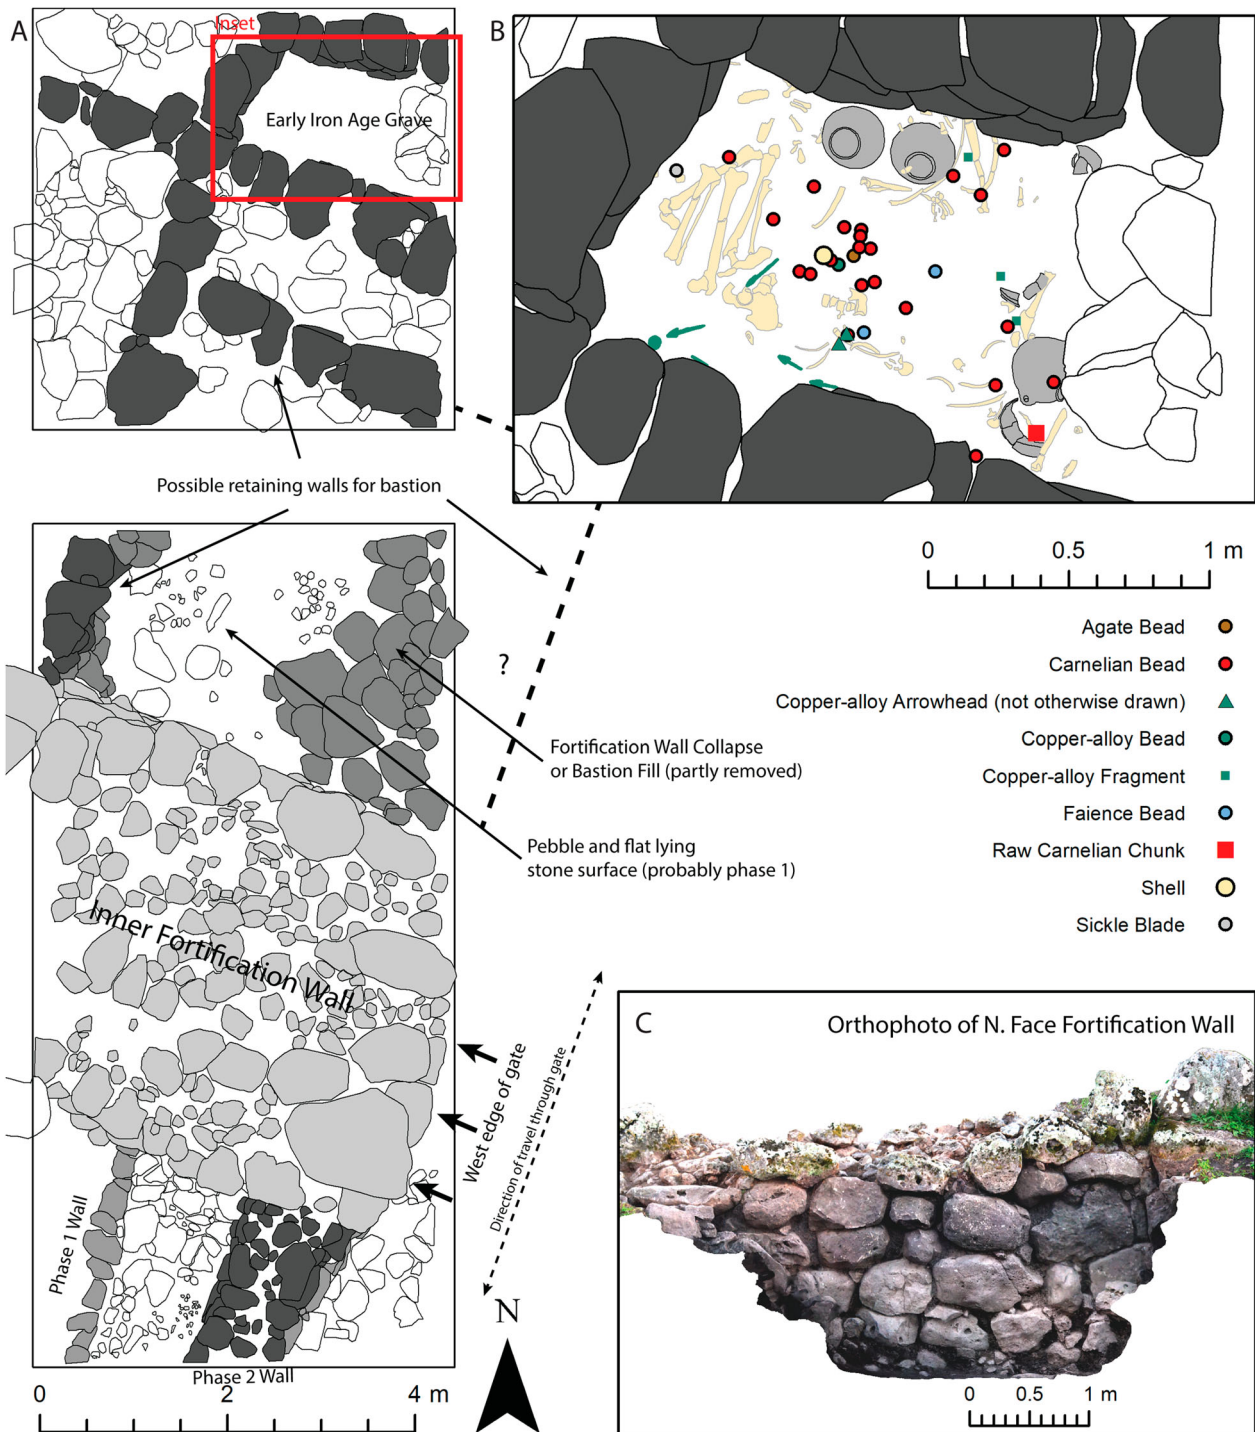 A
Inset
Early Iron Age Grave
B
Possible retaining walls for bastion
0 0.5 1 m
Agate Bead
Carnelian Bead
Copper-alloy Arrowhead (not otherwise drawn)
Copper-alloy Bead
Copper-alloy Fragment
Faience Bead
Raw Carnelian Chunk
Shell
Sickle Blade
?
Fortification Wall Collapse
or Bastion Fill (partly removed)
Pebble and flat lying
stone surface (probably phase 1)
Inner Fortification Wall
West edge of gate
Direction of travel through gate
Phase 1 Wall
Phase 2 Wall
0 2 4 m
N
C
Orthophoto of N. Face Fortification Wall
0 0.5 1 m